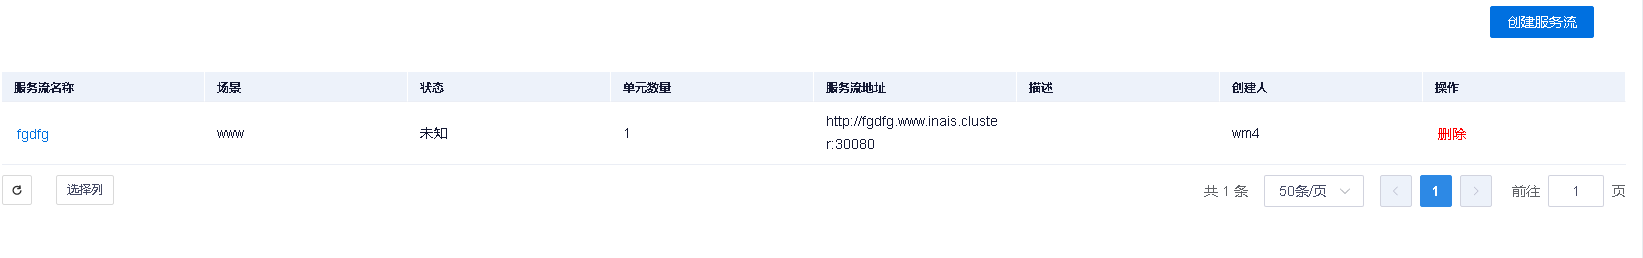 创建服务流
服务流名称 场景 状态 单元数量 服务流地址 描述 创建人 操作
fgdfg www 未知 1 http://fgdfg.www.inais.cluste wm4 删除
r:30080
选择列 共 1 条 50条/页 1 前往 1 页